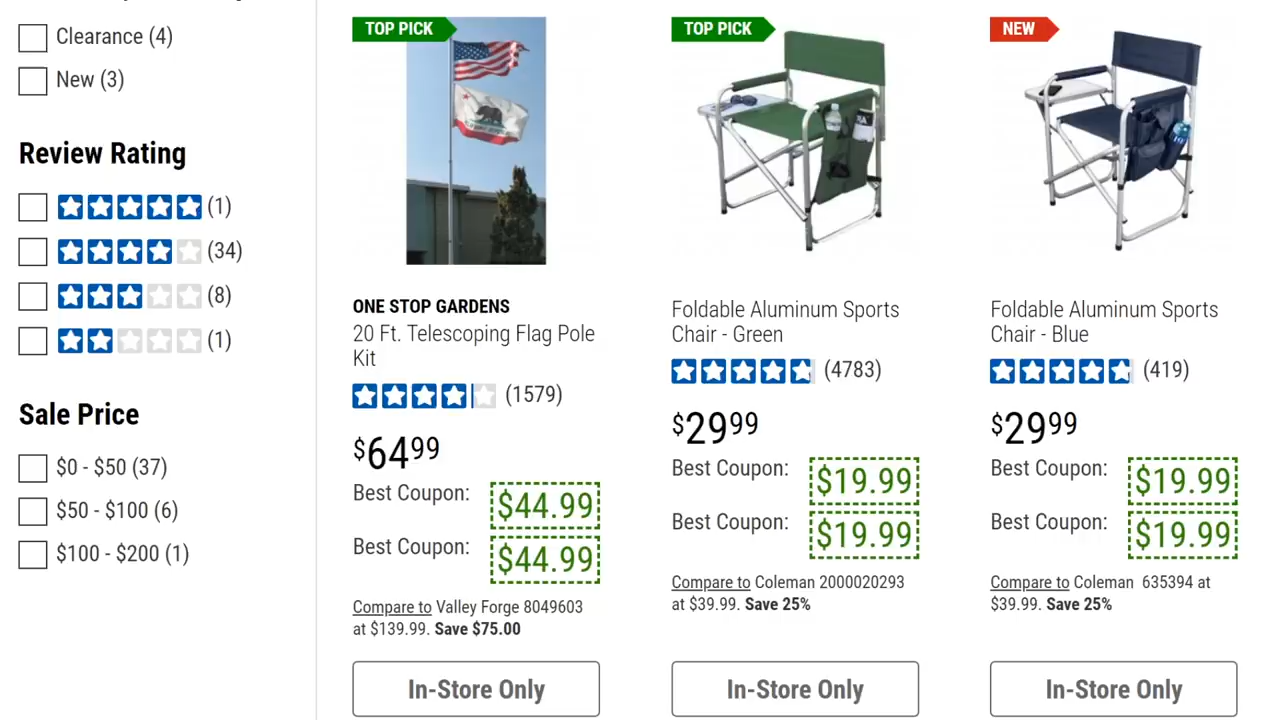 Clearance (4)
New (3)
Review Rating
(1)
(34)
(8)
(1)
Sale Price
$0 - $50 (37)
$50 - $100 (6)
$100 - $200 (1)
TOP PICK
ONE STOP GARDENS
20 Ft. Telescoping Flag Pole
Kit
(1579)
$64 99
Best Coupon: $44.99
Best Coupon: $44.99
Compare to Valley Forge 8049603
at $139.99. Save $75.00
In-Store Only
TOP PICK
Foldable Aluminum Sports
Chair - Green
(4783)
$29 99
Best Coupon: $19.99
Best Coupon: $19.99
Compare to Coleman 2000020293
at $39.99. Save 25%
In-Store Only
NEW
Foldable Aluminum Sports
Chair - Blue
(419)
$29 99
Best Coupon: $19.99
Best Coupon: $19.99
Compare to Coleman 635394 at
$39.99. Save 25%
In-Store Only